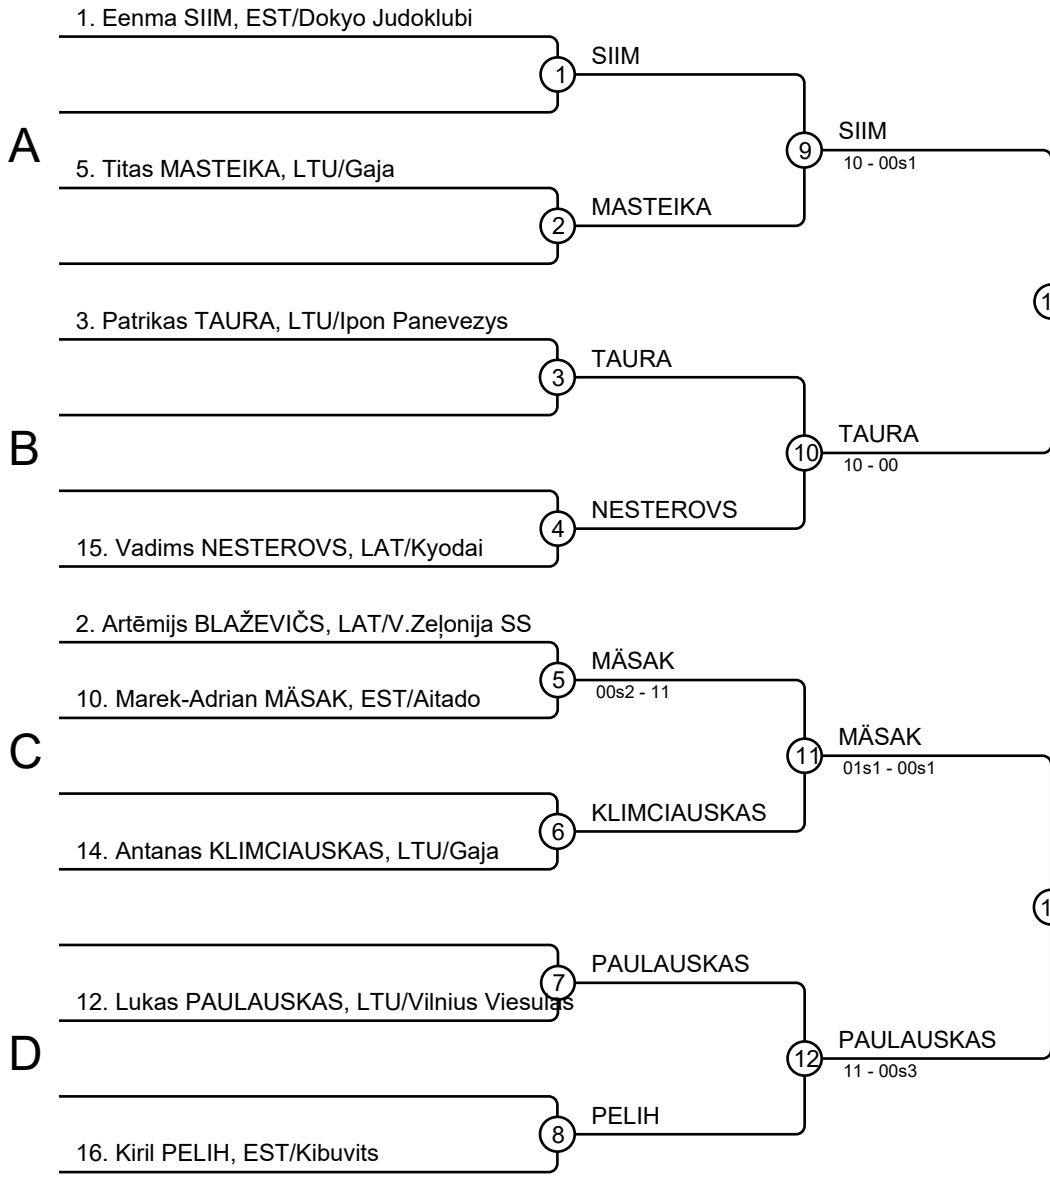 1. Eenma SIIM, EST/Dokyo Judoklubi
SIIM
1
SIIM
A
9
10 - 00s1
5. Titas MASTEIKA, LTU/Gaja
MASTEIKA
2
1
3. Patrikas TAURA, LTU/Ipon Panevezys
TAURA
3
TAURA
B
10
10 - 00
NESTEROVS
4
15. Vadims NESTEROVS, LAT/Kyodai
2. Artēmijs BLAŽEVIČS, LAT/V.Zeļonija SS
MÄSAK
5
00s2 - 11
10. Marek-Adrian MÄSAK, EST/Aitado
MÄSAK
C
11
01s1 - 00s1
KLIMCIAUSKAS
6
14. Antanas KLIMCIAUSKAS, LTU/Gaja
1
PAULAUSKAS
7
12. Lukas PAULAUSKAS, LTU/Vilnius Viesulas
PAULAUSKAS
D
12
11 - 00s3
PELIH
8
16. Kiril PELIH, EST/Kibuvits